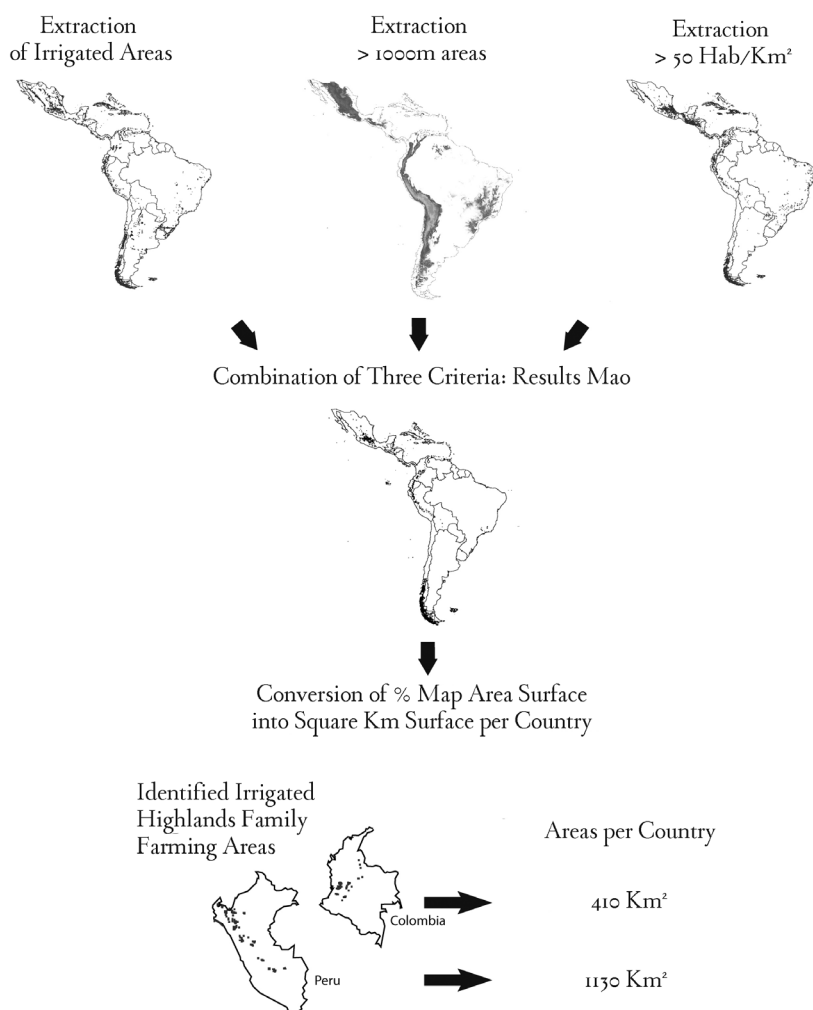 Extraction
of Irrigated Areas
Extraction
> 1000m areas
Extraction
> 50 Hab/Km²
Combination of Three Criteria: Results Mao
Conversion of % Map Area Surface
into Square Km Surface per Country
Identified Irrigated
Highlands Family
Farming Areas
Areas per Country
Colombia
410 Km²
Peru
1130 Km²